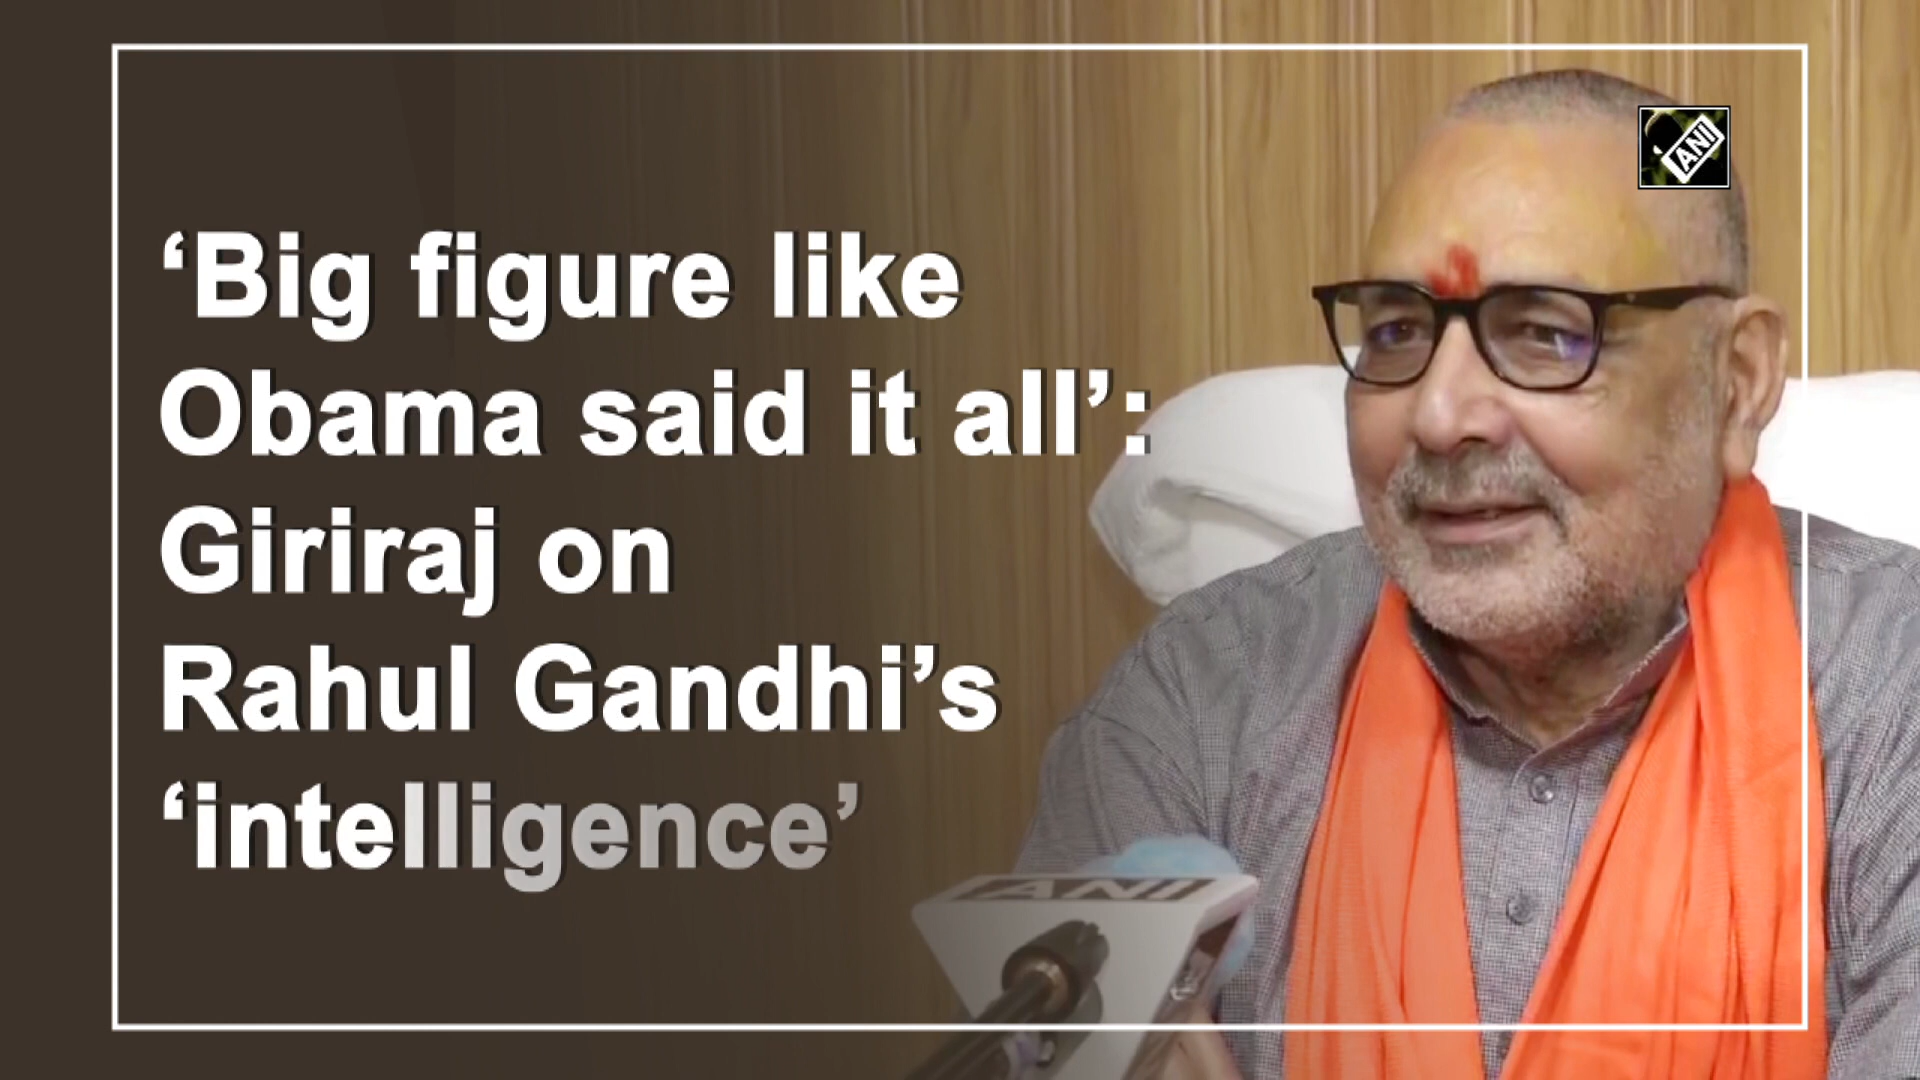 ANI
‘Big figure like
Obama said it all’:
Giriraj on
Rahul Gandhi’s
‘intelligence’
ANI